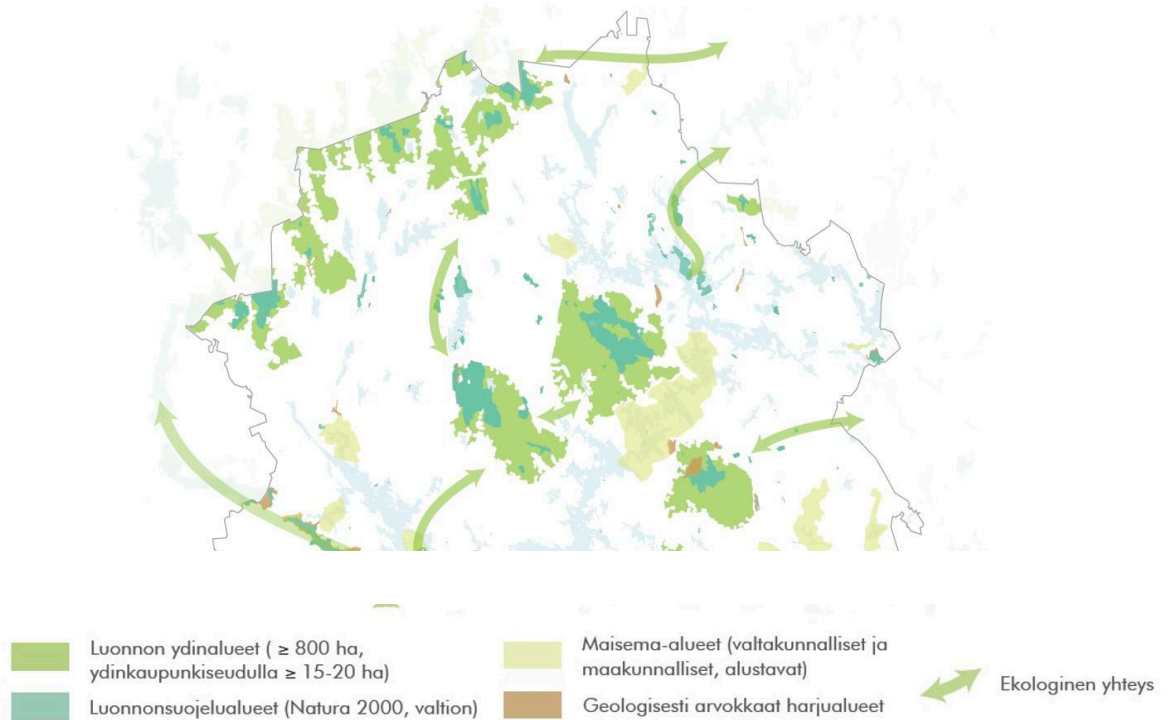 Luonnon ydinalueet ( ≥ 800 ha,
ydinkaupunkiseudulla ≥ 15-20 ha)
Luonnonsuojelualueet (Natura 2000, valtion)
Maisema-alueet (valtakunnalliset ja
maakunnalliset, alustavat)
Geologisesti arvokkaat harjualueet
Ekologinen yhteys